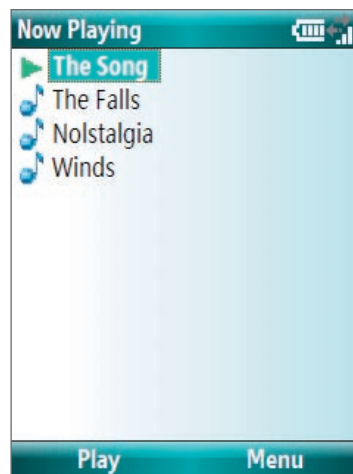 Now Playing
The Song
The Falls
Nolstalgia
Winds
Play Menu